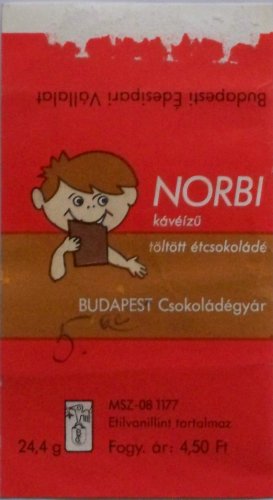 Budapesti Édesipari Vállalat
NORBI
kávéízű
töltött étcsokoládé
BUDAPEST Csokoládégyár
5.
MSZ-08 1177
Etilvanillint tartalmaz
24,4 g Fogy. ár: 4,50 Ft